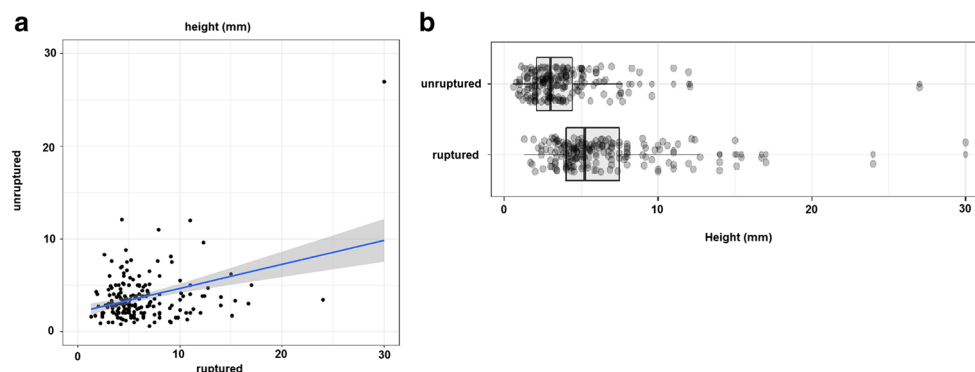 a
height (mm)
30
20
10
0
unruptured
0 10 20 30
ruptured
b
unruptured
ruptured
0 10 20 30
Height (mm)